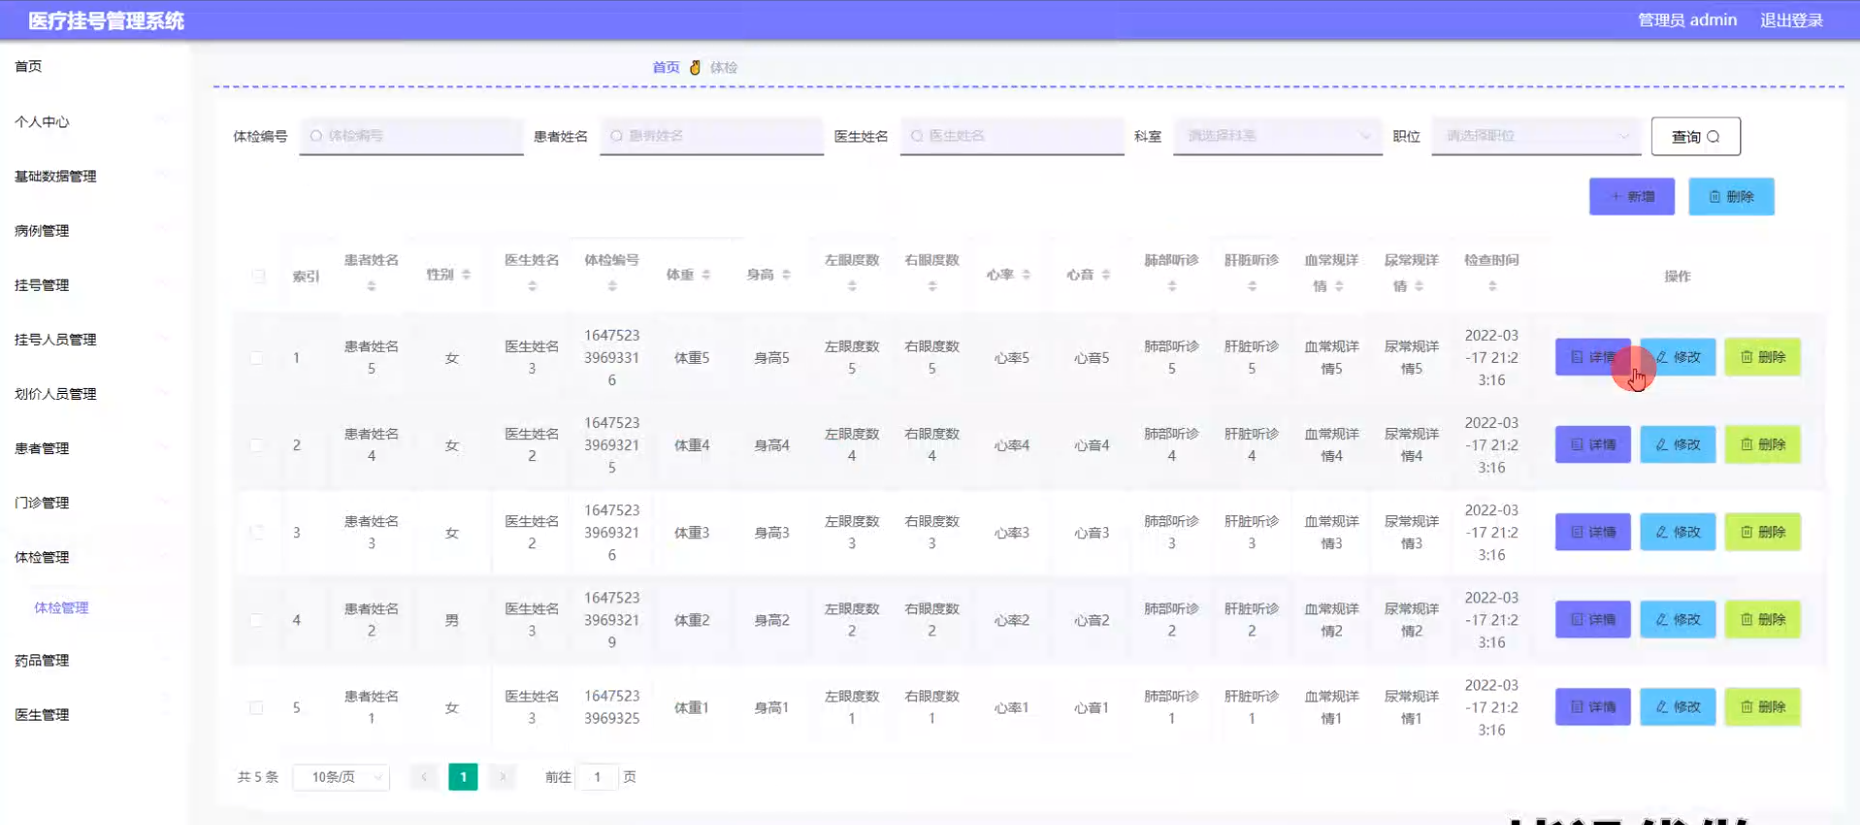 医疗挂号管理系统
管理员 admin 退出登录
首页
个人中心
基础数据管理
病例管理
挂号管理
挂号人员管理
划价人员管理
患者管理
门诊管理
体检管理
体检管理
药品管理
医生管理
首页 体检
体检编号 体检编号 患者姓名 患者姓名 医生姓名 医生姓名 科室 请选择科室 职位 请选择职位 查询
新增 删除
索引 患者姓名 性别 医生姓名 体检编号 体重 身高 左眼度数 右眼度数 心率 心音 肺部听诊 肝脏听诊 血常规详情 尿常规详情 检查时间 操作
1 患者姓名5 女 医生姓名3 16475239693316 体重5 身高5 左眼度数5 右眼度数5 心率5 心音5 肺部听诊5 肝脏听诊5 血常规详情5 尿常规详情5 2022-03-17 21:23:16 详情 修改 删除
2 患者姓名4 女 医生姓名2 164752339693215 体重4 身高4 左眼度数4 右眼度数4 心率4 心音4 肺部听诊4 肝脏听诊4 血常规详情4 尿常规详情4 2022-03-17 21:23:16 详情 修改 删除
3 患者姓名3 女 医生姓名2 164752339693216 体重3 身高3 左眼度数3 右眼度数3 心率3 心音3 肺部听诊3 肝脏听诊3 血常规详情3 尿常规详情3 2022-03-17 21:23:16 详情 修改 删除
4 患者姓名2 男 医生姓名3 164752339693219 体重2 身高2 左眼度数2 右眼度数2 心率2 心音2 肺部听诊2 肝脏听诊2 血常规详情2 尿常规详情2 2022-03-17 21:23:16 详情 修改 删除
5 患者姓名1 女 医生姓名3 16475233969325 体重1 身高1 左眼度数1 右眼度数1 心率1 心音1 肺部听诊1 肝脏听诊1 血常规详情1 尿常规详情1 2022-03-17 21:23:16 详情 修改 删除
共 5 条 10条/页 1 前往 1 页